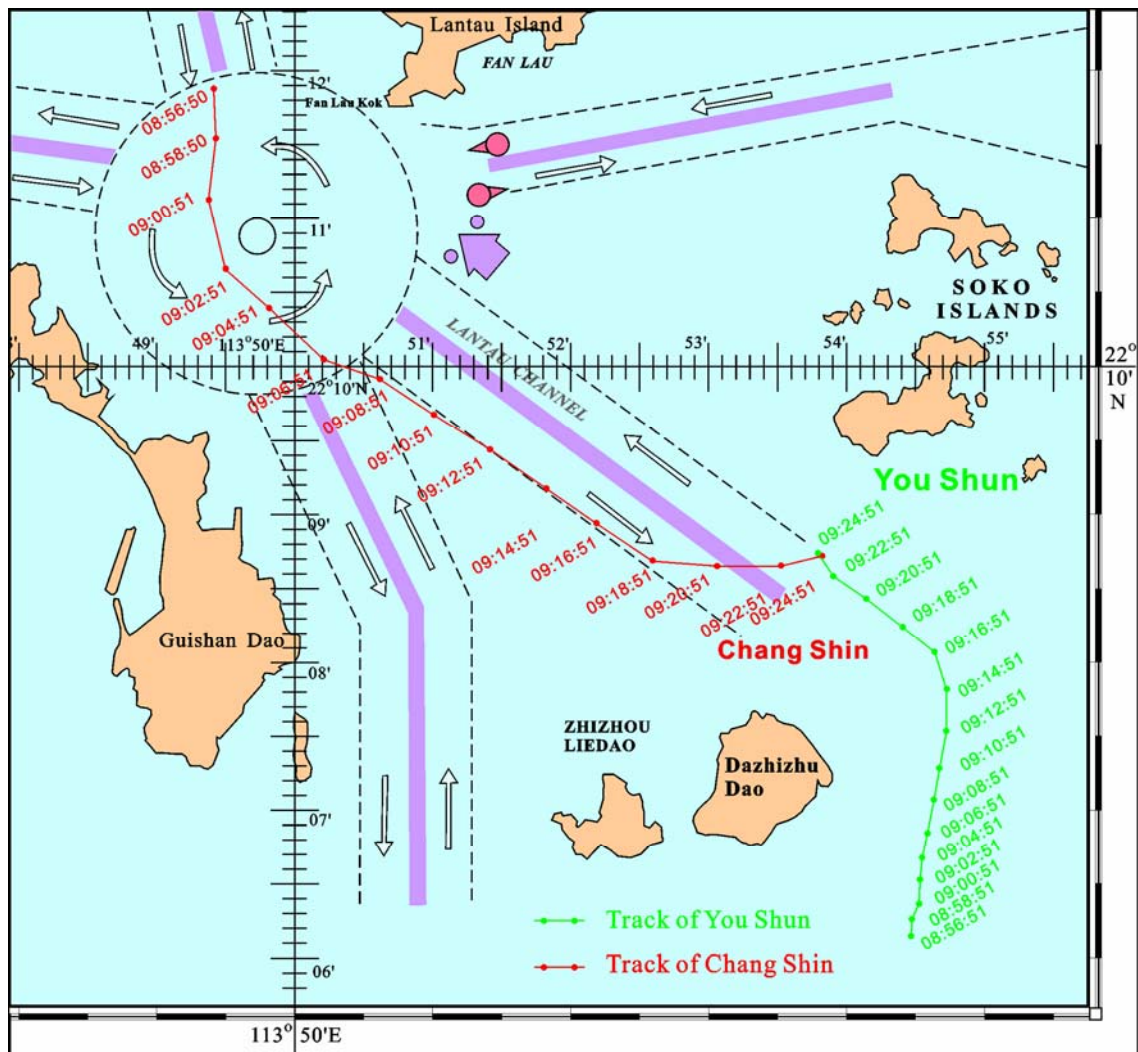 Lantau Island
FAN LAU
12'
Fan Lau Kok
08:56:50
08:58:50
09:00:51
11'
09:02:51
SOKO
ISLANDS
09:04:51
49'
113°50'E
51'
52'
53'
54'
55'
22°
10'
N
LANTAU CHANNEL
22°10'N
09:06:51
09:08:51
09:10:51
09:12:51
You Shun
09'
09:14:51
09:16:51
09:18:51
09:20:51
09:22:51
09:24:51
Chang Shin
09:24:51
09:22:51
09:20:51
09:18:51
09:16:51
09:14:51
09:12:51
09:10:51
09:08:51
09:06:51
09:04:51
09:02:51
09:00:51
08:58:51
08:56:51
Guishan Dao
08'
ZHIZHOU
LIEDAO
Dazhizhu
Dao
07'
Track of You Shun
06'
Track of Chang Shin
113°50'E